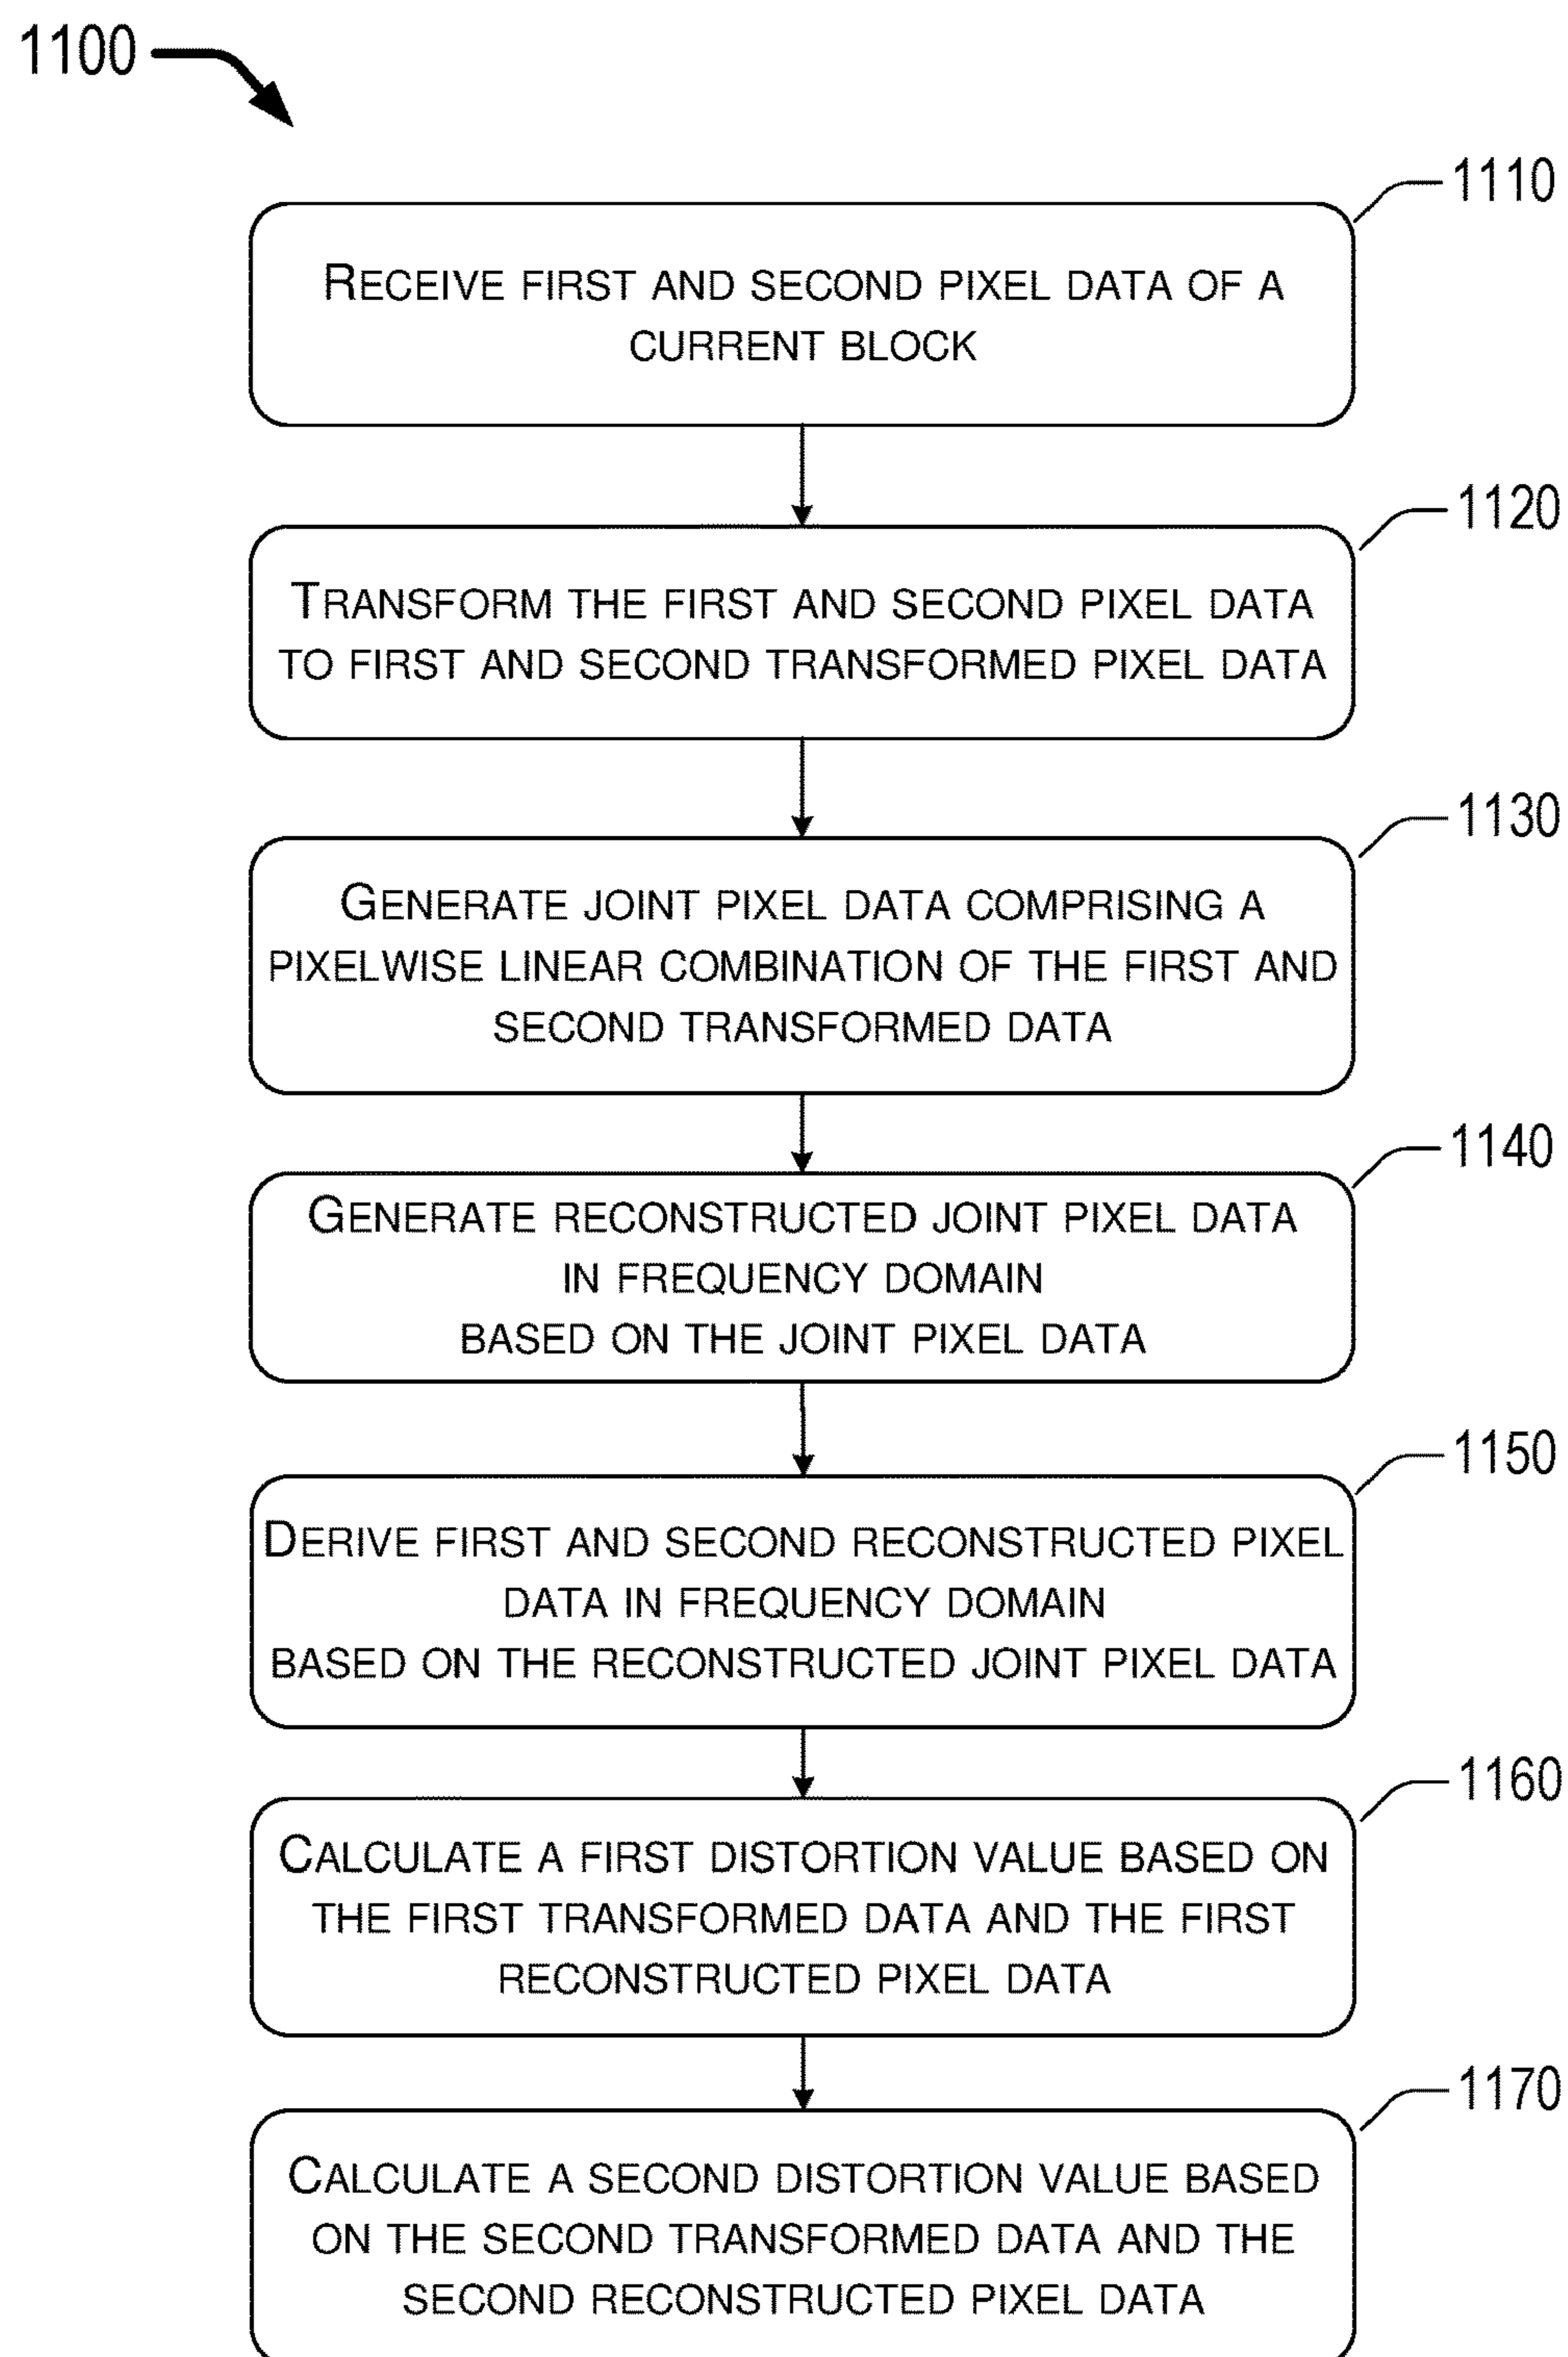 1100
1110
RECEIVE FIRST AND SECOND PIXEL DATA OF A
CURRENT BLOCK
1120
TRANSFORM THE FIRST AND SECOND PIXEL DATA
TO FIRST AND SECOND TRANSFORMED PIXEL DATA
1130
GENERATE JOINT PIXEL DATA COMPRISING A
PIXELWISE LINEAR COMBINATION OF THE FIRST AND
SECOND TRANSFORMED DATA
1140
GENERATE RECONSTRUCTED JOINT PIXEL DATA
IN FREQUENCY DOMAIN
BASED ON THE JOINT PIXEL DATA
1150
DERIVE FIRST AND SECOND RECONSTRUCTED PIXEL
DATA IN FREQUENCY DOMAIN
BASED ON THE RECONSTRUCTED JOINT PIXEL DATA
1160
CALCULATE A FIRST DISTORTION VALUE BASED ON
THE FIRST TRANSFORMED DATA AND THE FIRST
RECONSTRUCTED PIXEL DATA
1170
CALCULATE A SECOND DISTORTION VALUE BASED
ON THE SECOND TRANSFORMED DATA AND THE
SECOND RECONSTRUCTED PIXEL DATA